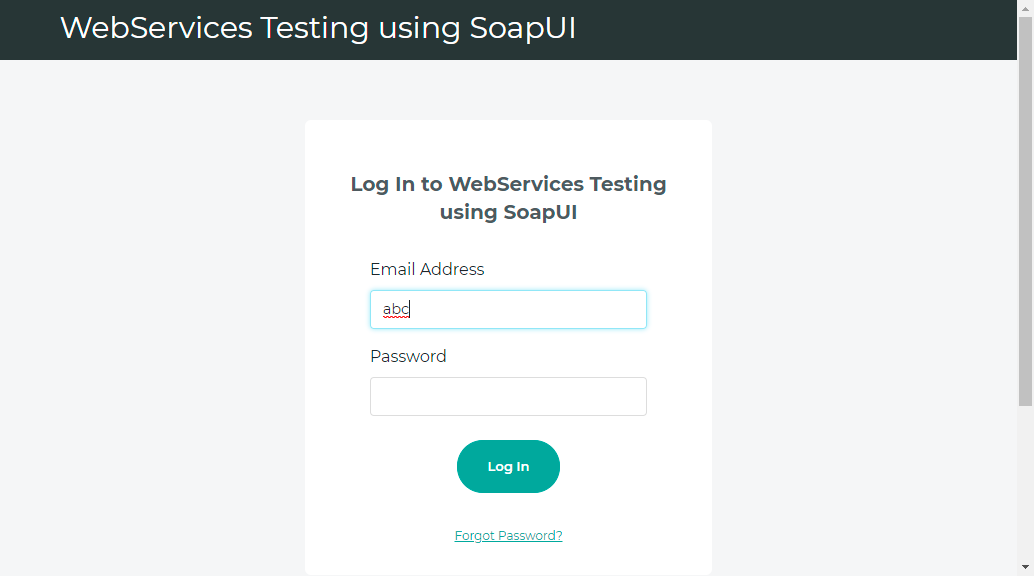 WebServices Testing using SoapUI
Log In to WebServices Testing
using SoapUI
Email Address
abc
Password
Log In
Forgot Password?